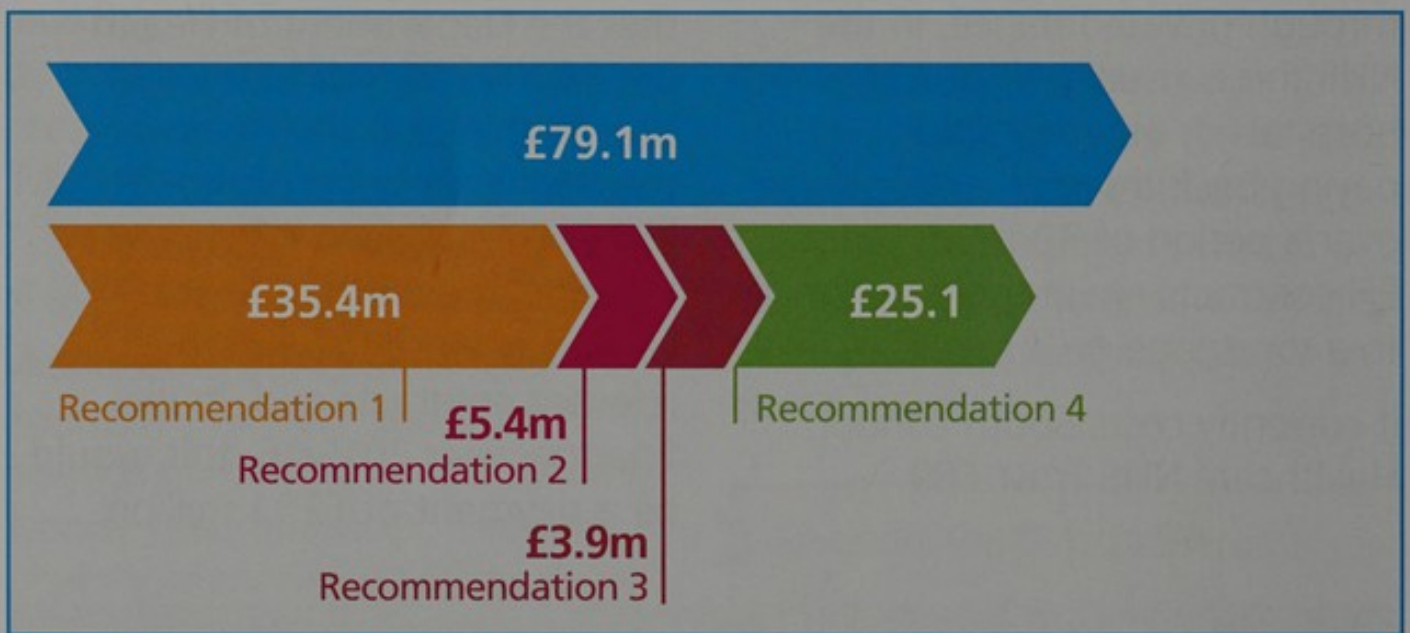 £79.1m
£35.4m
£25.1
Recommendation 1
£5.4m
Recommendation 2
£3.9m
Recommendation 3
Recommendation 4